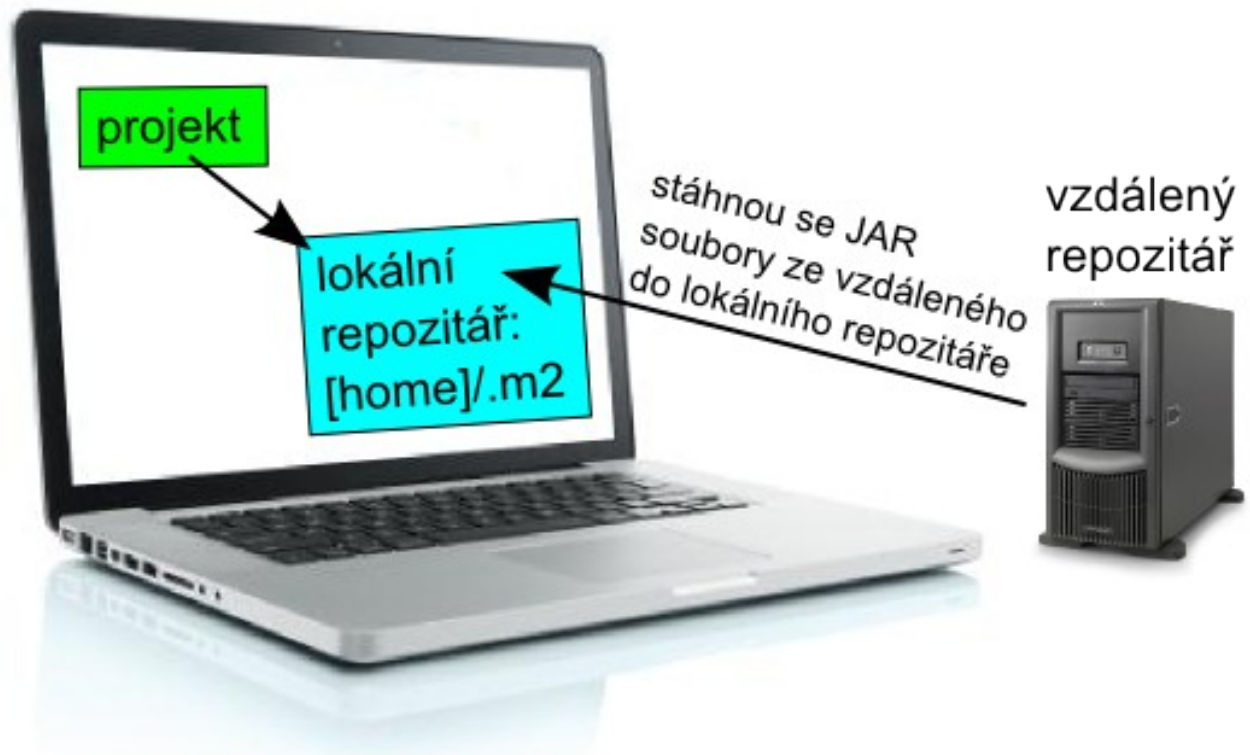 projekt
lokální
repozitář:
[home]/.m2
stáhnou se JAR
soubory ze vzdáleného
do lokálního repozitáře
vzdálený
repozitář